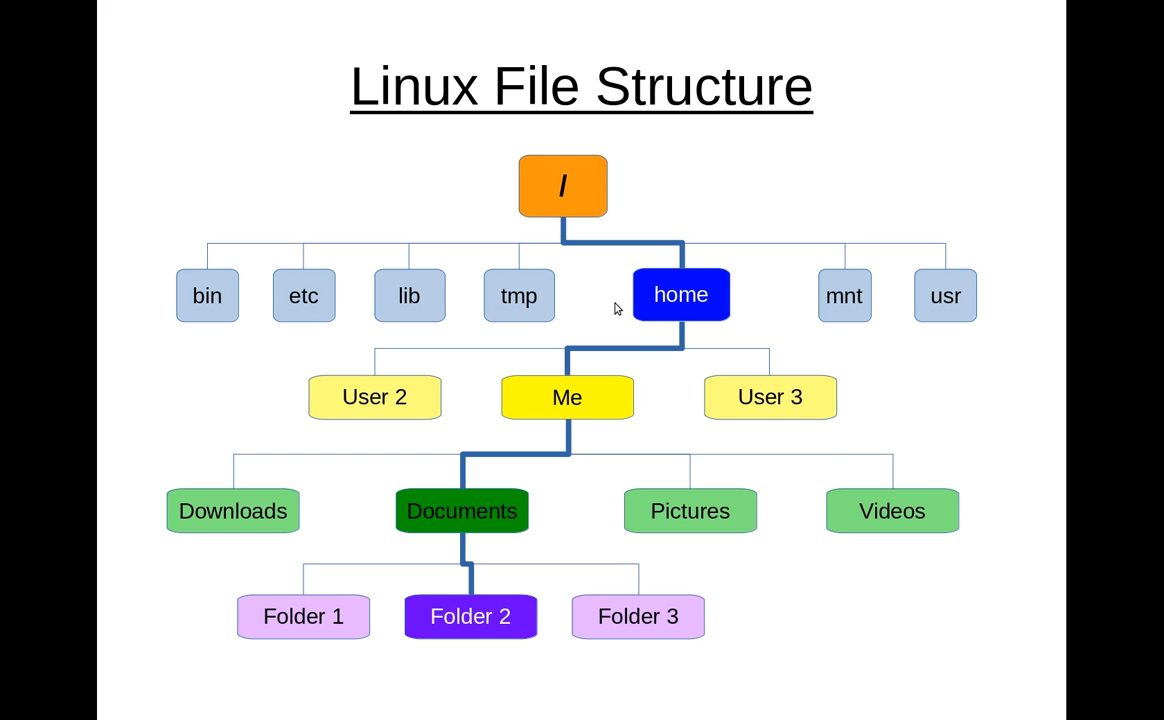 Linux File Structure
/
bin
etc
lib
tmp
home
mnt
usr
User 2
Me
User 3
Downloads
Documents
Pictures
Videos
Folder 1
Folder 2
Folder 3